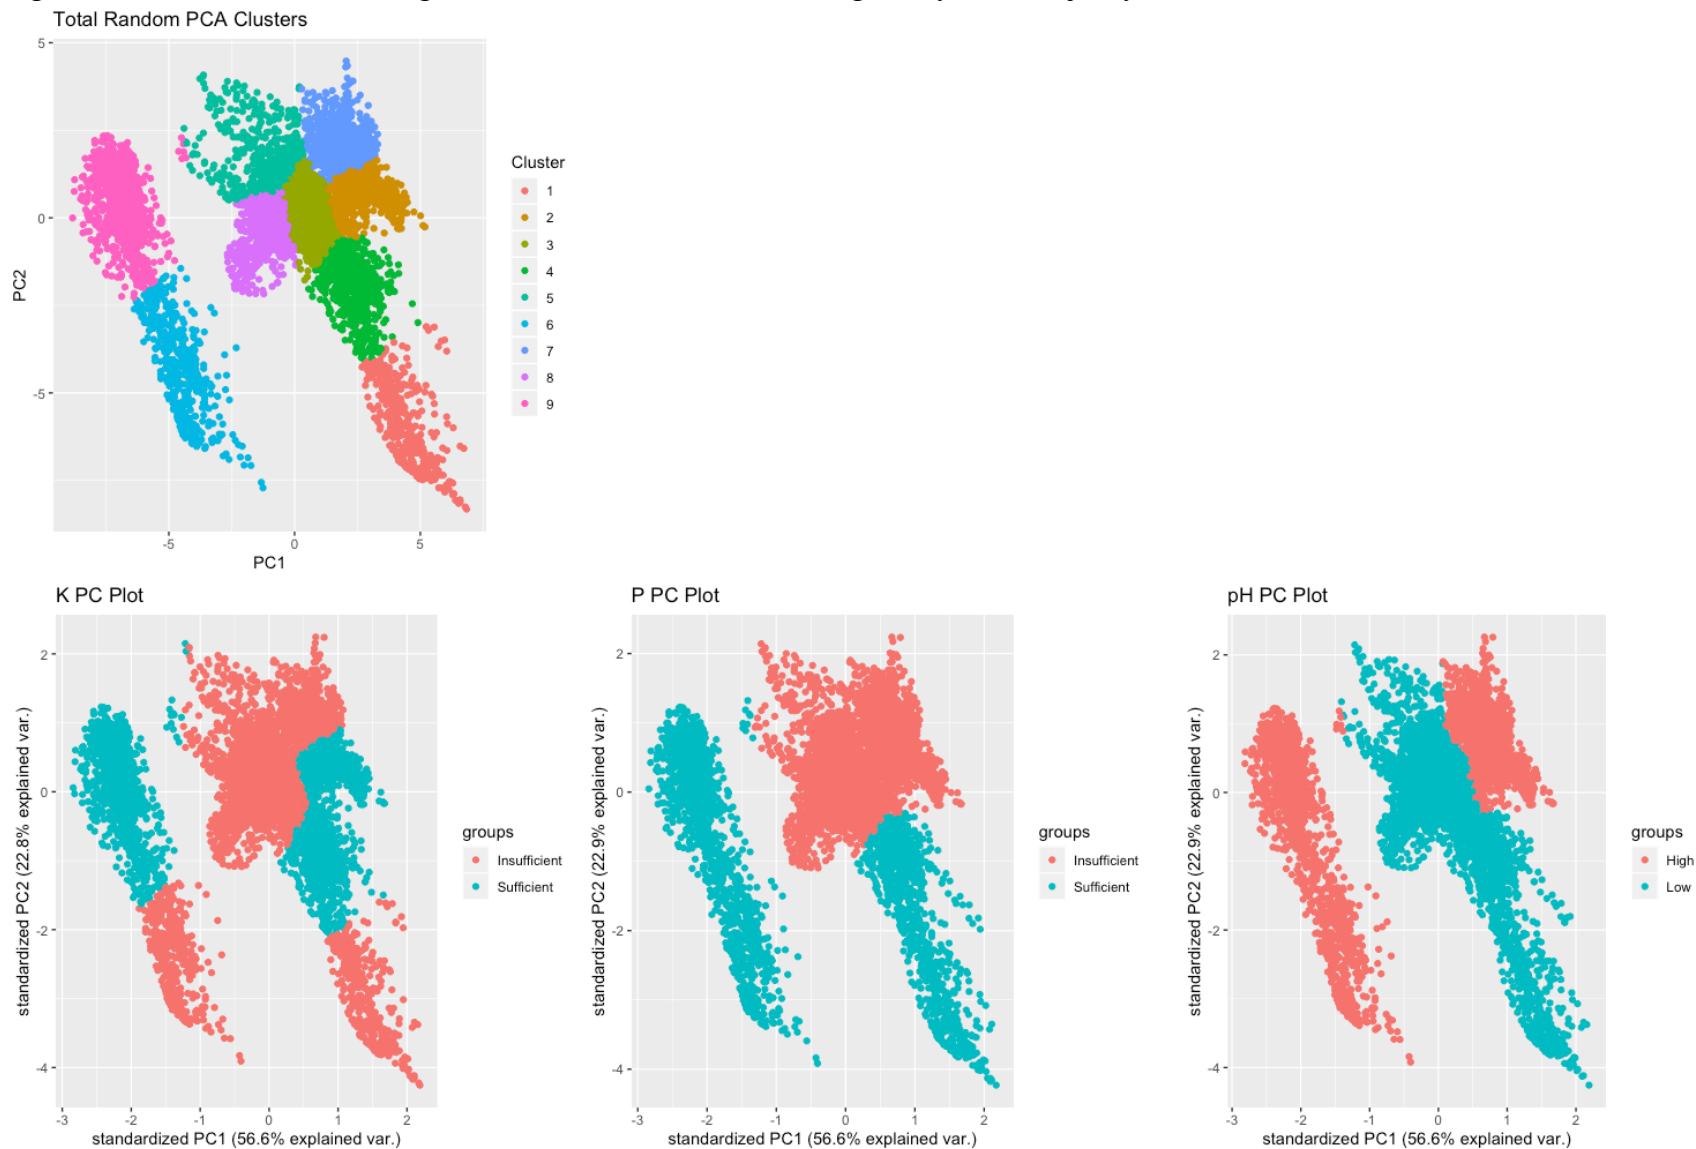 Total Random PCA Clusters
5
0
-5
PC2
-5
0
5
PC1
Cluster
1
2
3
4
5
6
7
8
9
K PC Plot
2
0
-2
-4
standardized PC2 (22.8% explained var.)
-3
-2
-1
0
1
2
standardized PC1 (56.6% explained var.)
groups
Insufficient
Sufficient
P PC Plot
2
0
-2
-4
standardized PC2 (22.9% explained var.)
-3
-2
-1
0
1
2
standardized PC1 (56.6% explained var.)
groups
Insufficient
Sufficient
pH PC Plot
2
0
-2
-4
standardized PC2 (22.9% explained var.)
-3
-2
-1
0
1
2
standardized PC1 (56.6% explained var.)
groups
High
Low